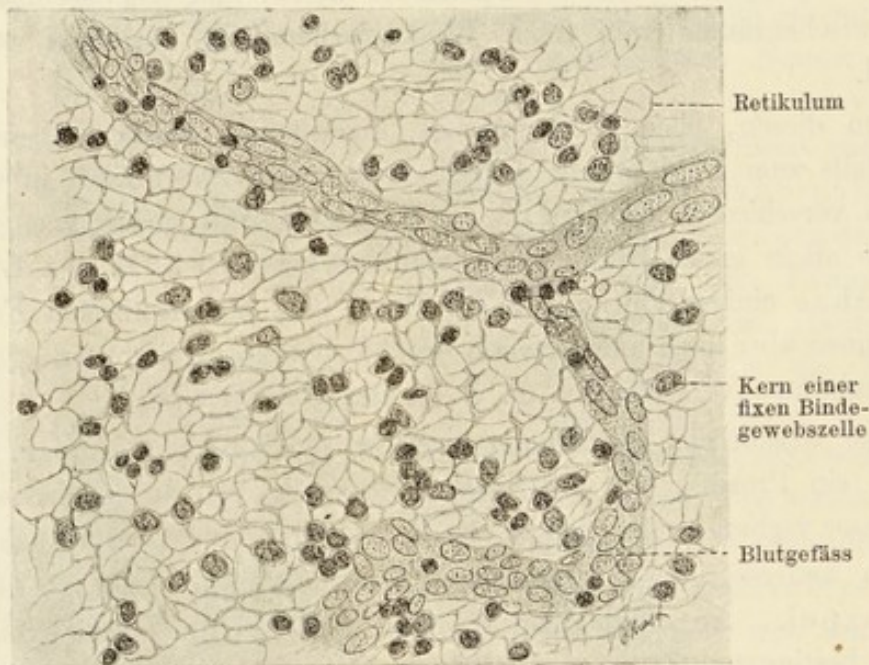 Retikulum
Kern einer
fixen Binde-
gewebszelle
Blutgefäss